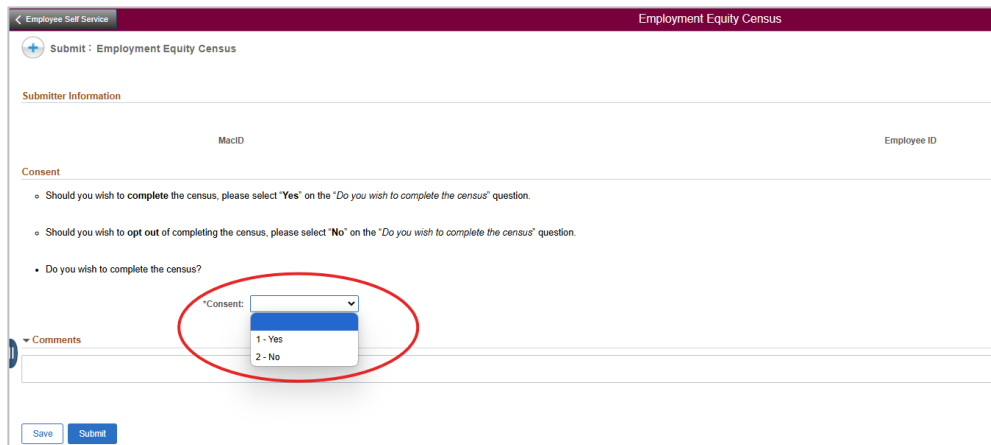 Employee Self Service
Employment Equity Census
Submit : Employment Equity Census
Submitter Information
MacID
Employee ID
Consent
Should you wish to complete the census, please select "Yes" on the "Do you wish to complete the census" question.
Should you wish to opt out of completing the census, please select "No" on the "Do you wish to complete the census" question.
Do you wish to complete the census?
*Consent:
1 - Yes
2 - No
Comments
Save
Submit